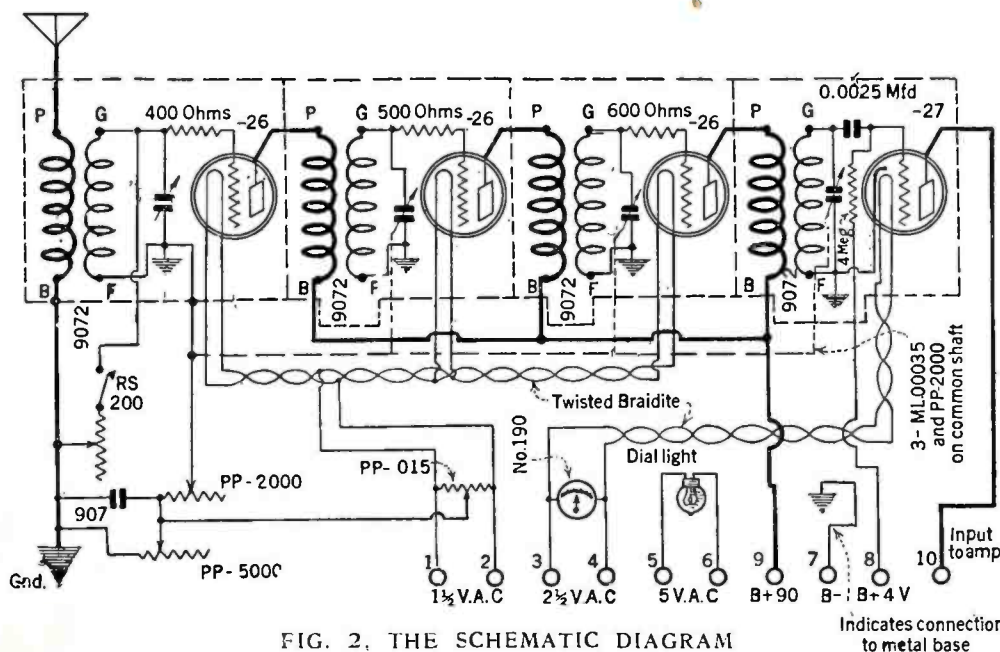 0.0025 Mfd
P G 400 Ohms -26
P G 500 Ohms -26
P G 600 Ohms -26
P G -27
4 Meg.
B F
B F
B F
B F
9072
9072
9072
907
RS
200
Twisted Braidite
3-ML.00035
and PP-2000
on common shaft
No.190
Dial light
PP-.015
PP-2000
907
PP-5000
Gnd.
1 2 3 4 5 6 9 7 8 10
1½ V.A.C 2½ V.A.C 5 V.A.C B+90 B- B+4 V
Input
to amp
Indicates connection
to metal base
FIG. 2, THE SCHEMATIC DIAGRAM